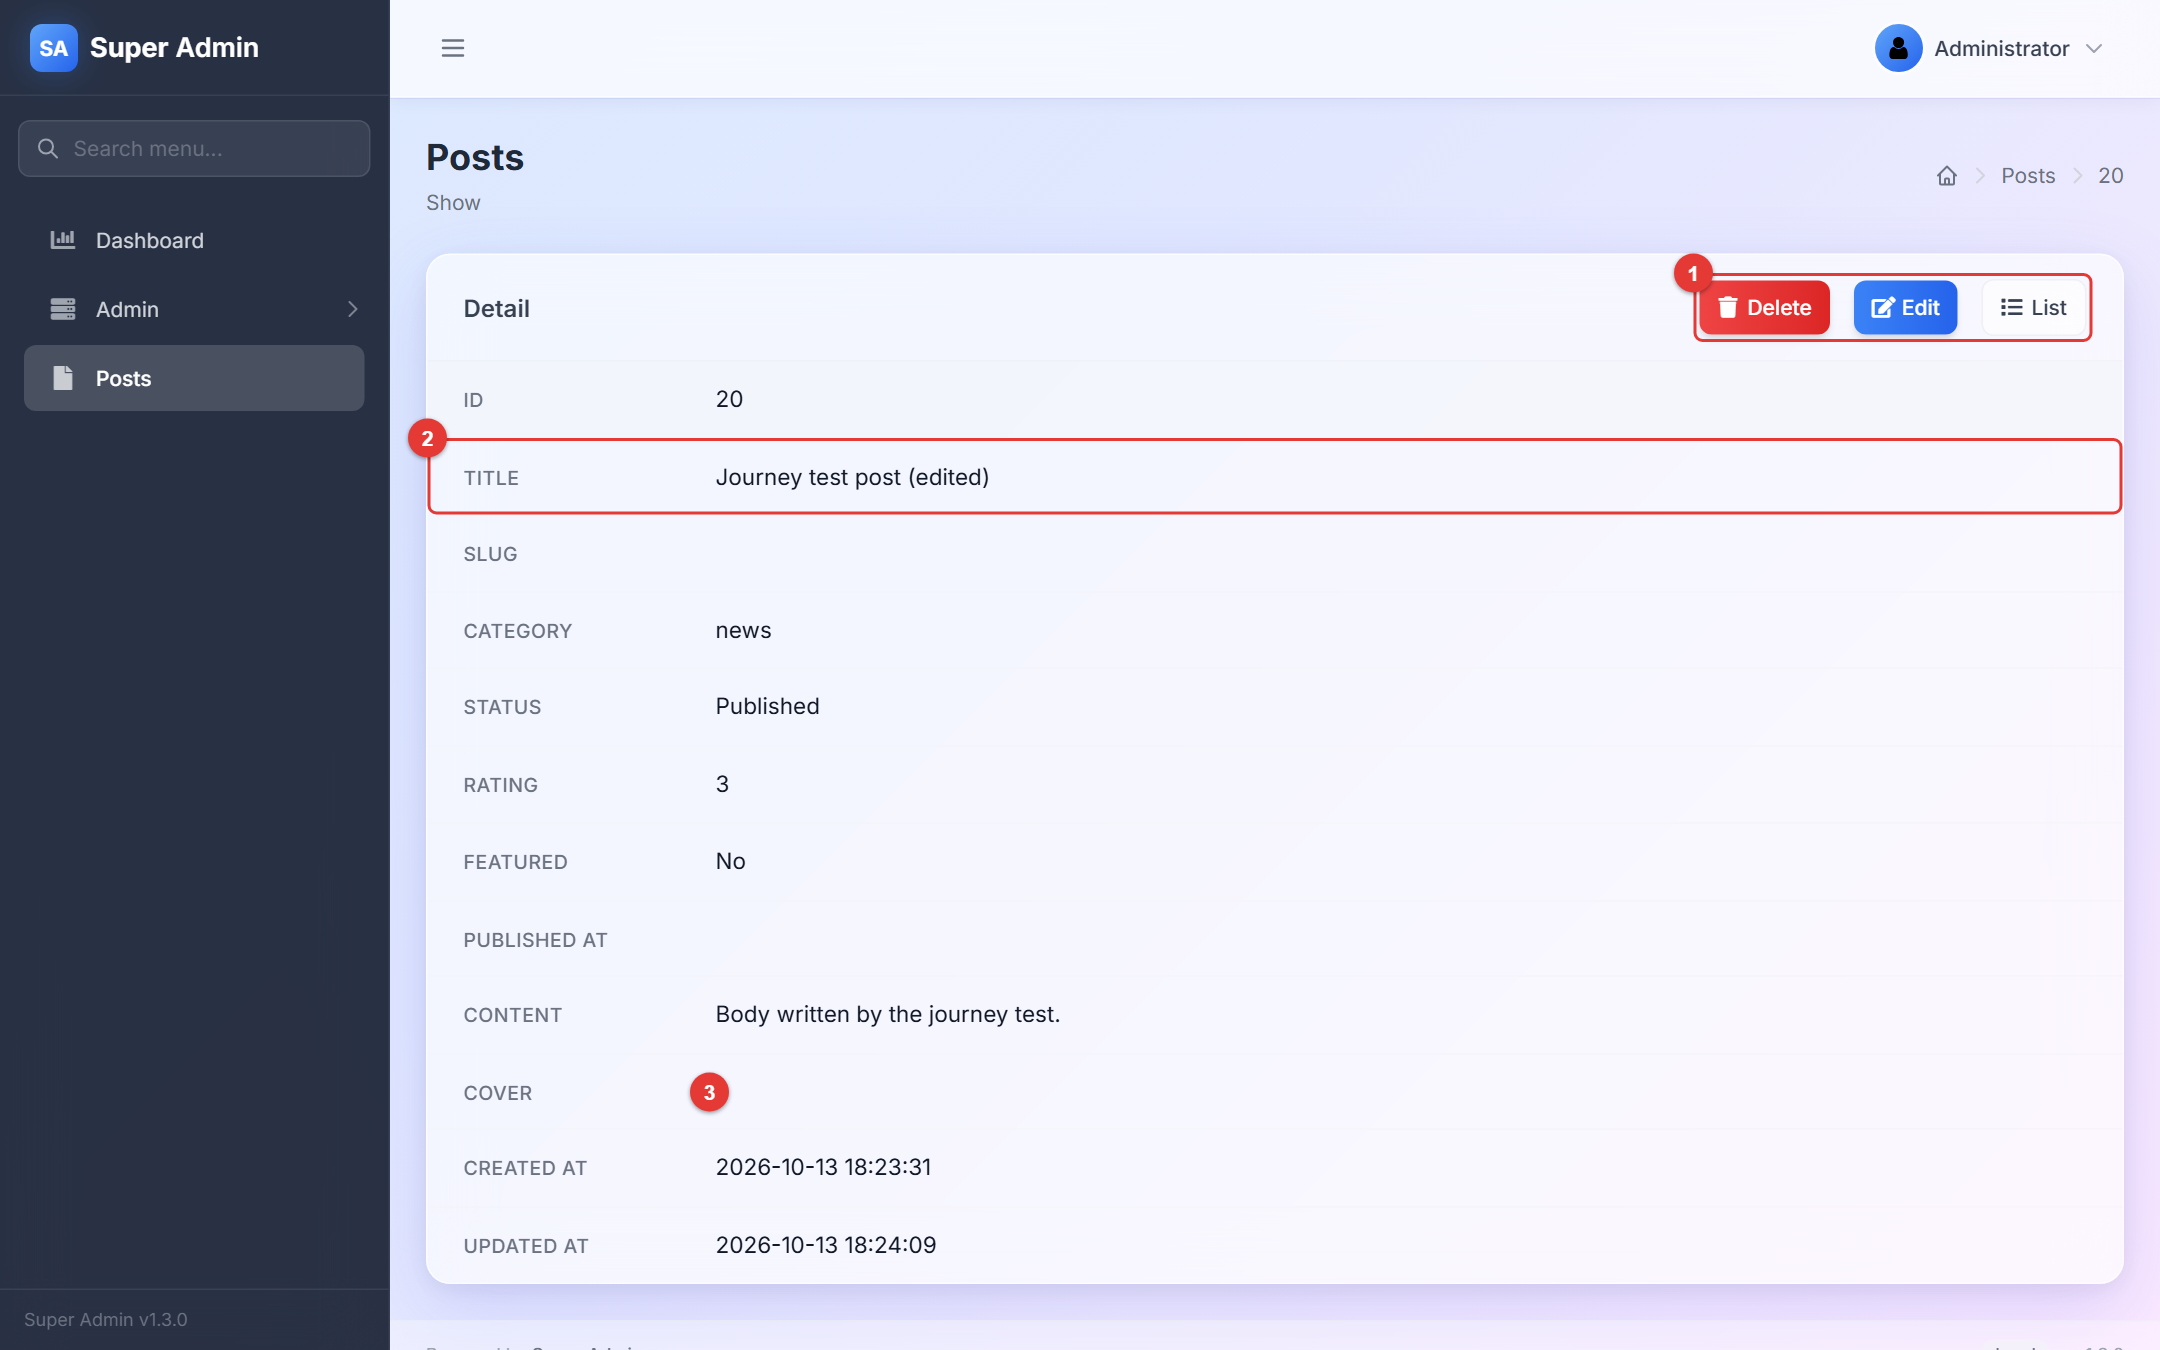 SA Super Admin
Administrator
Search menu...
Dashboard
Admin
Posts
Posts
Show
Posts 20
1
Detail
Delete Edit List
ID 20
2
TITLE Journey test post (edited)
SLUG
CATEGORY news
STATUS Published
RATING 3
FEATURED No
PUBLISHED AT
CONTENT Body written by the journey test.
COVER 3
CREATED AT 2026-10-13 18:23:31
UPDATED AT 2026-10-13 18:24:09
Super Admin v1.3.0